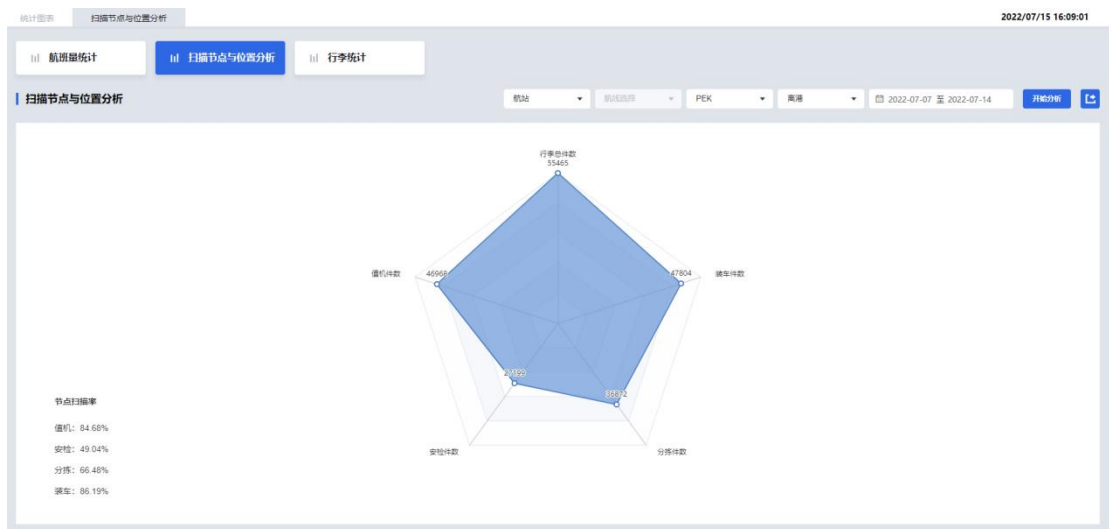 统计图表 扫描节点与位置分析 2022/07/15 16:09:01
航班量统计 扫描节点与位置分析 行李统计
扫描节点与位置分析 航站 航线选择 PEK 离港 2022-07-07 至 2022-07-14 开始分析
行李总件数
55465
值机件数 46968 47804 装车件数
27199
36872
安检件数 分拣件数
节点扫描率
值机: 84.68%
安检: 49.04%
分拣: 66.48%
装车: 86.19%